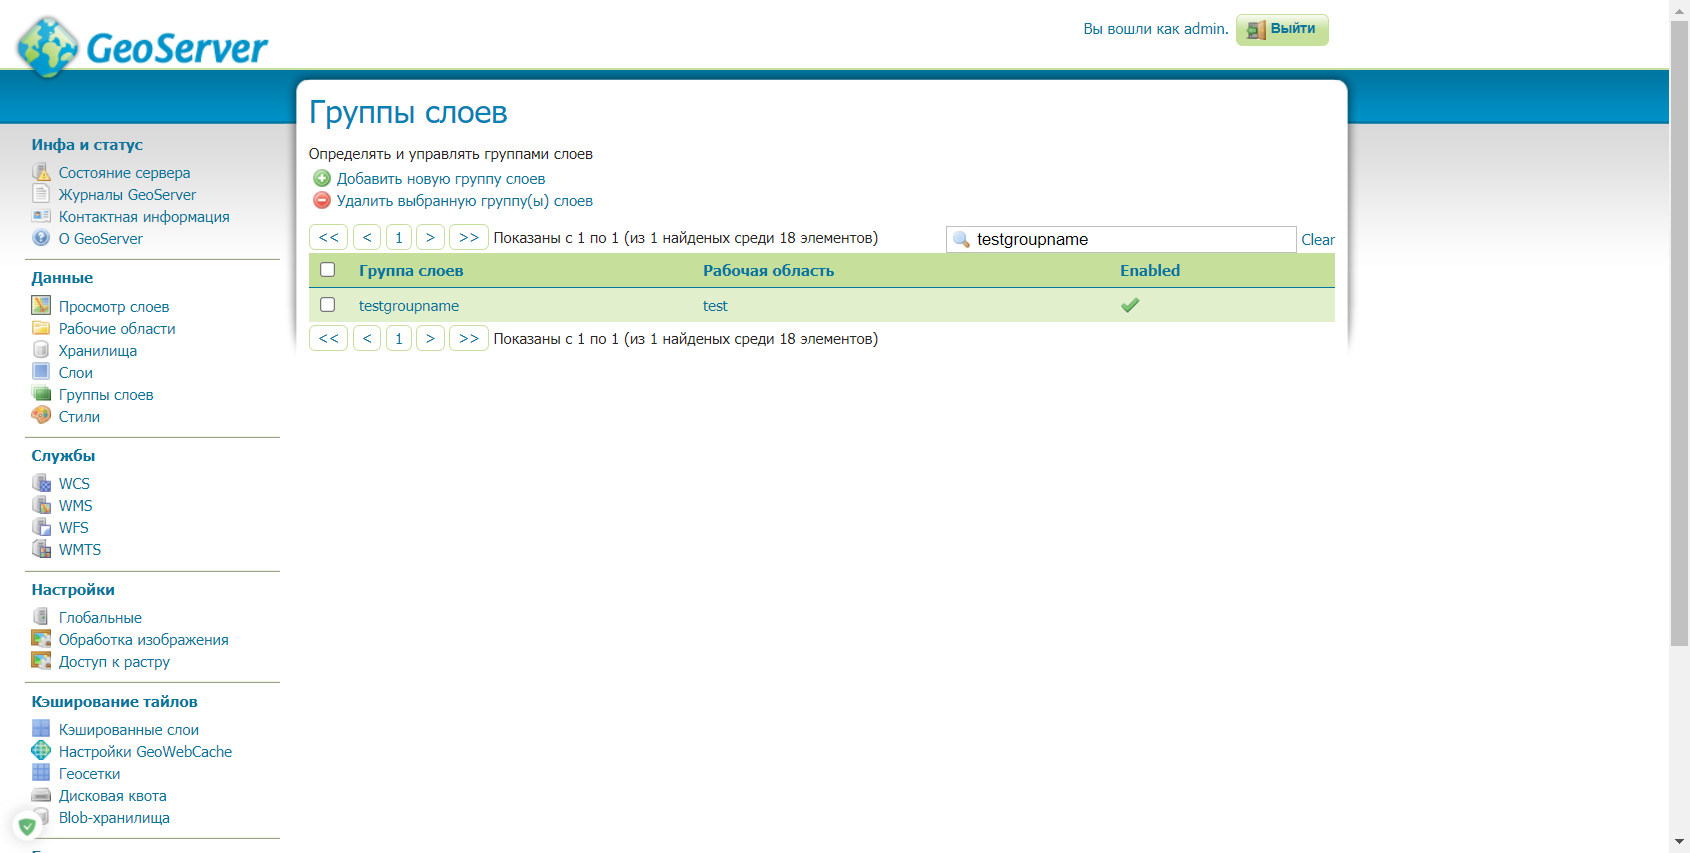 GeoServer
Вы вошли как admin.
Выйти
Группы слоев
Определять и управлять группами слоев
Добавить новую группу слоев
Удалить выбранную группу(ы) слоев
<< < 1 > >> Показаны с 1 по 1 (из 1 найденых среди 18 элементов)
testgroupname
Clear
Группа слоев Рабочая область Enabled
testgroupname test
<< < 1 > >> Показаны с 1 по 1 (из 1 найденых среди 18 элементов)
Инфа и статус
Состояние сервера
Журналы GeoServer
Контактная информация
О GeoServer
Данные
Просмотр слоев
Рабочие области
Хранилища
Слои
Группы слоев
Стили
Службы
WCS
WMS
WFS
WMTS
Настройки
Глобальные
Обработка изображения
Доступ к растру
Кэширование тайлов
Кэшированные слои
Настройки GeoWebCache
Геосетки
Дисковая квота
Blob-хранилища